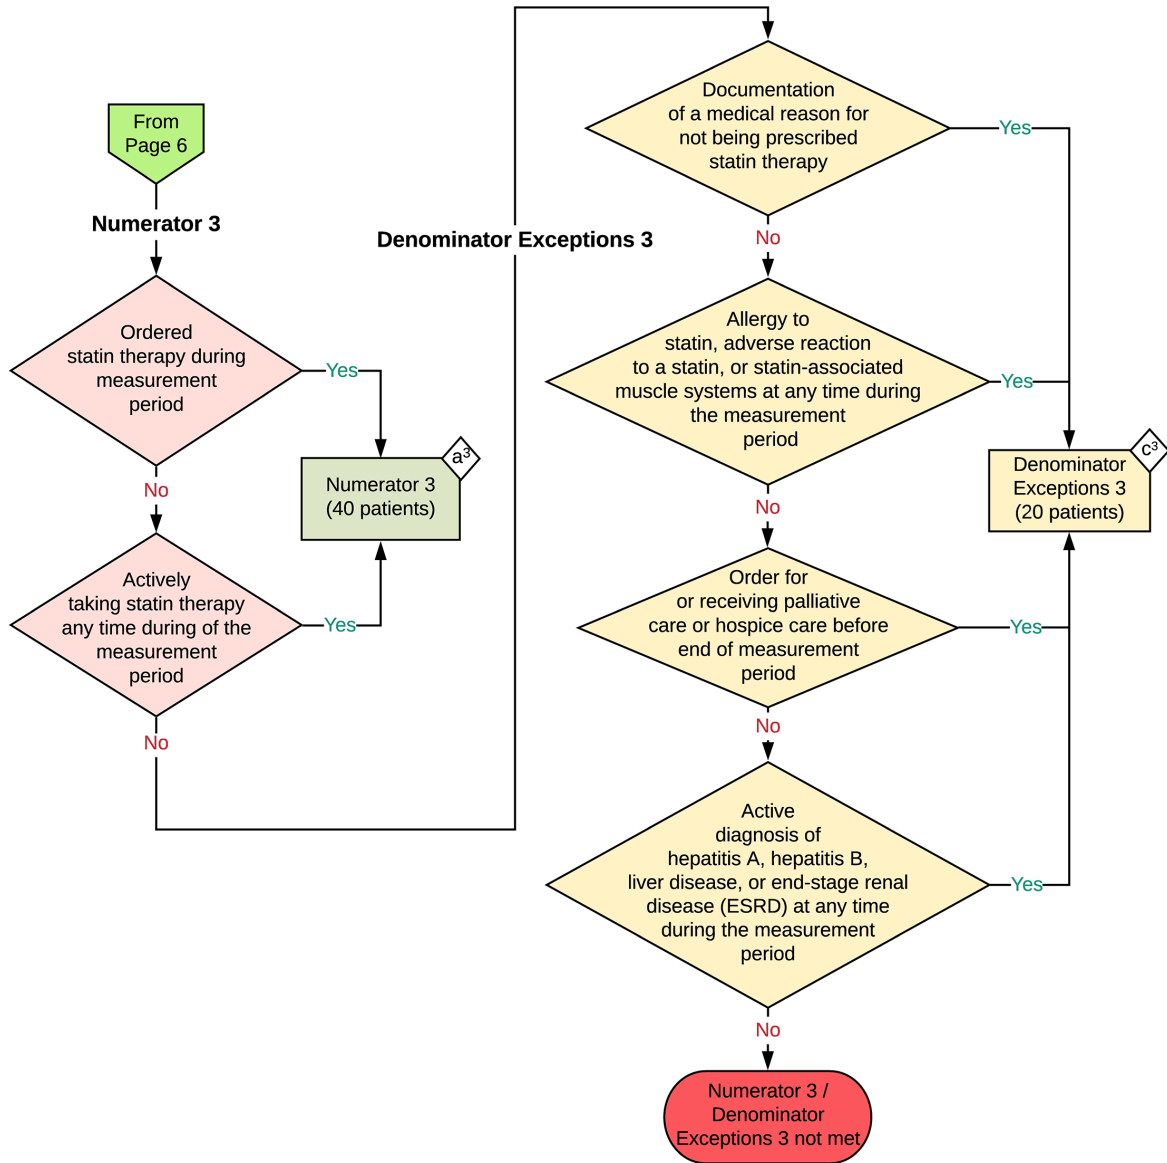 From
Page 6
Numerator 3
Ordered
statin therapy during
measurement
period
Yes
No
Numerator 3
(40 patients)
a³
Actively
taking statin therapy
any time during of the
measurement
period
Yes
No
Denominator Exceptions 3
Documentation
of a medical reason for
not being prescribed
statin therapy
Yes
No
Allergy to
statin, adverse reaction
to a statin, or statin-associated
muscle systems at any time during
the measurement
period
Yes
No
Denominator
Exceptions 3
(20 patients)
c³
Order for
or receiving palliative
care or hospice care before
end of measurement
period
Yes
No
Active
diagnosis of
hepatitis A, hepatitis B,
liver disease, or end-stage renal
disease (ESRD) at any time
during the measurement
period
Yes
No
Numerator 3 /
Denominator
Exceptions 3 not met